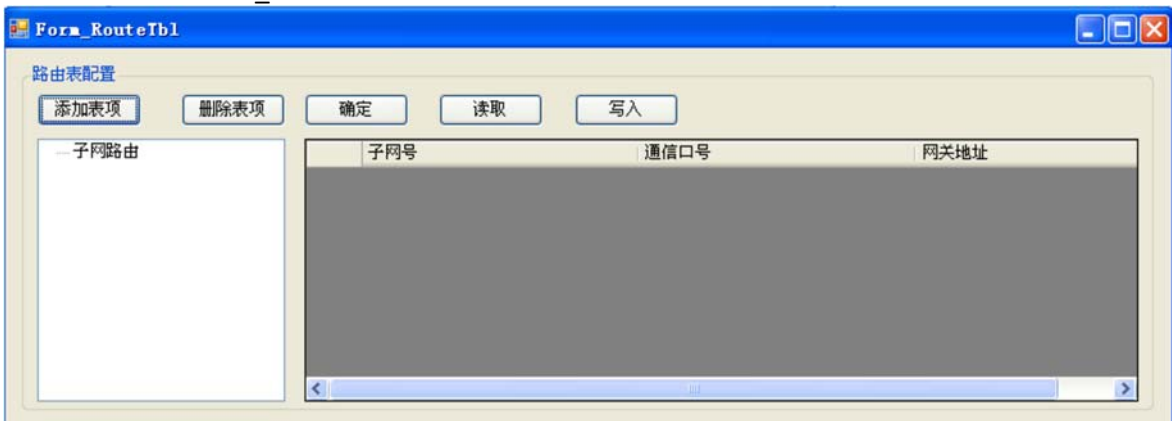 Form_RouteTbl
路由表配置
添加表项 删除表项 确定 读取 写入
子网路由 子网号 通信口号 网关地址